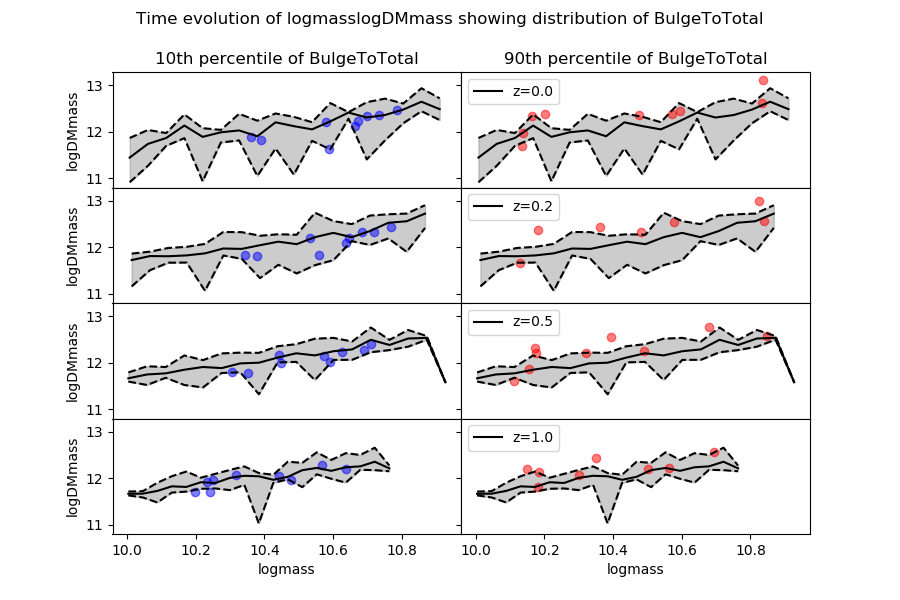 Time evolution of logmasslogDMmass showing distribution of BulgeToTotal
10th percentile of BulgeToTotal
90th percentile of BulgeToTotal
13
12
11
logDMmass
z=0.0
13
12
11
logDMmass
z=0.2
13
12
11
logDMmass
z=0.5
13
12
11
logDMmass
z=1.0
10.0 10.2 10.4 10.6 10.8
logmass
10.0 10.2 10.4 10.6 10.8
logmass